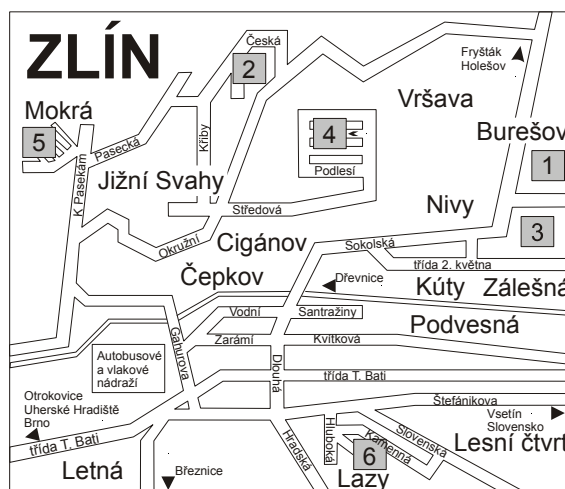 ZLÍN
Česká
2
Fryšták
Holešov
Vršava
Mokrá
5
Pasecká
Křiby
4
Podlesí
Burešov
1
K Pasekám
Jižní Svahy
Středová
Nivy
3
Okružní
Cigánov
Sokolská
třída 2. května
Čepkov
Dřevnice
Kúty
Zálešná
Vodní
Santražiny
Podvesná
Gahurova
Zarámí
Kvítková
Autobusové
a vlakové
nádraží
Dlouhá
třída T. Bati
Otrokovice
Uherské Hradiště
Brno
Štefánikova
Vsetín
Slovensko
třída T. Bati
Hradská
Hluboká
Kamenná
Slovenská
Lesní čtvrť
6
Letná
Březnice
Lazy